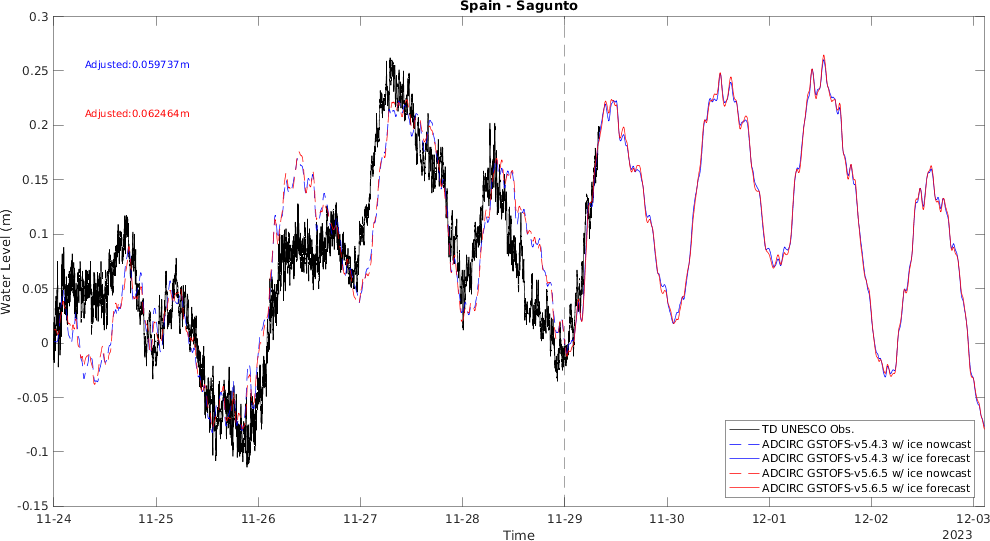 Spain - Sagunto
0.3
0.25
0.2
0.15
0.1
0.05
0
-0.05
-0.1
-0.15
Water Level (m)
Adjusted:0.059737m
Adjusted:0.062464m
TD UNESCO Obs.
ADCIRC GSTOFS-v5.4.3 w/ ice nowcast
ADCIRC GSTOFS-v5.4.3 w/ ice forecast
ADCIRC GSTOFS-v5.6.5 w/ ice nowcast
ADCIRC GSTOFS-v5.6.5 w/ ice forecast
11-24 11-25 11-26 11-27 11-28 11-29 11-30 12-01 12-02 12-03
Time
2023